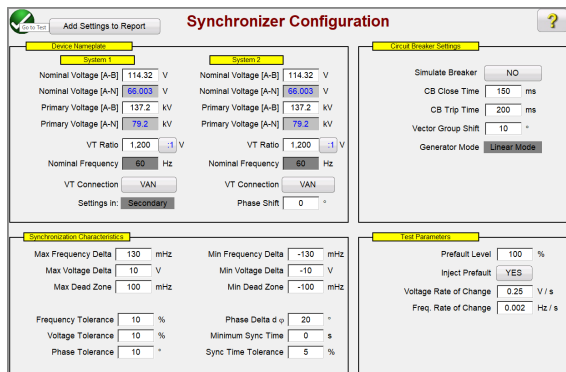 Go to Test Add Settings to Report Synchronizer Configuration ?
Device Nameplate
System 1 System 2
Nominal Voltage [A-B] 114.32 V Nominal Voltage [A-B] 114.32 V
Nominal Voltage [A-N] 66.003 V Nominal Voltage [A-N] 66.003 V
Primary Voltage [A-B] 137.2 kV Primary Voltage [A-B] 137.2 kV
Primary Voltage [A-N] 79.2 kV Primary Voltage [A-N] 79.2 kV
VT Ratio 1,200 :1 V VT Ratio 1,200 :1 V
Nominal Frequency 60 Hz Nominal Frequency 60 Hz
VT Connection VAN VT Connection VAN
Settings in: Secondary Phase Shift 0 °
Circuit Breaker Settings
Simulate Breaker NO
CB Close Time 150 ms
CB Trip Time 200 ms
Vector Group Shift 10 °
Generator Mode Linear Mode
Synchronization Characteristics
Max Frequency Delta 130 mHz Min Frequency Delta -130 mHz
Max Voltage Delta 10 V Min Voltage Delta -10 V
Max Dead Zone 100 mHz Min Dead Zone -100 mHz
Frequency Tolerance 10 % Phase Delta d φ 20 °
Voltage Tolerance 10 % Minimum Sync Time 0 s
Phase Tolerance 10 ° Sync Time Tolerance 5 %
Test Parameters
Prefault Level 100 %
Inject Prefault YES
Voltage Rate of Change 0.25 V / s
Freq. Rate of Change 0.002 Hz / s